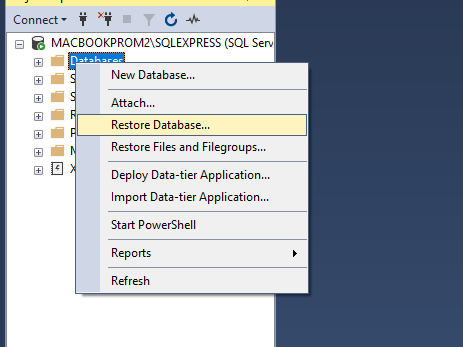 Connect
MACBOOKPROM2\SQLEXPRESS (SQL Serv
Databases
New Database...
Attach...
Restore Database...
Restore Files and Filegroups...
Deploy Data-tier Application...
Import Data-tier Application...
Start PowerShell
Reports
Refresh
S
S
R
P
M
X